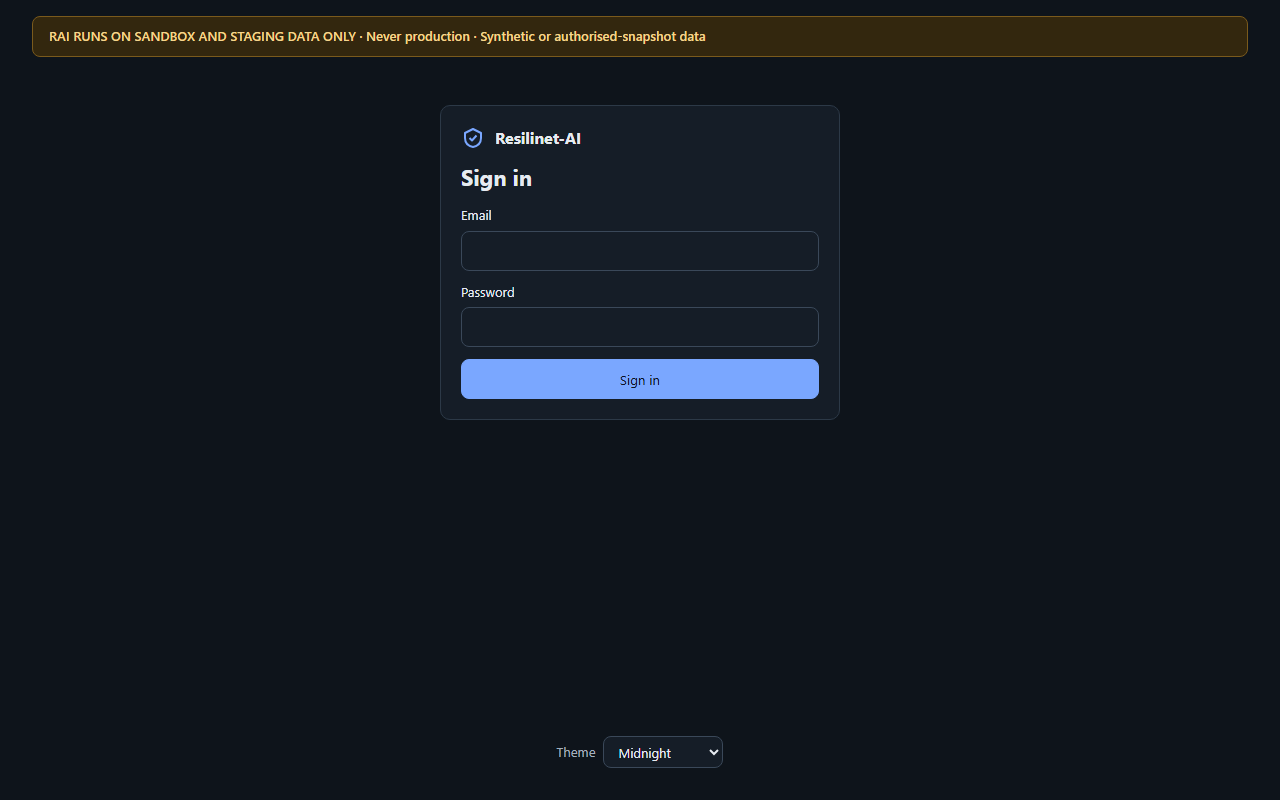 RAI RUNS ON SANDBOX AND STAGING DATA ONLY · Never production · Synthetic or authorised-snapshot data
Resilinet-AI
Sign in
Email
Password
Sign in
Theme Midnight